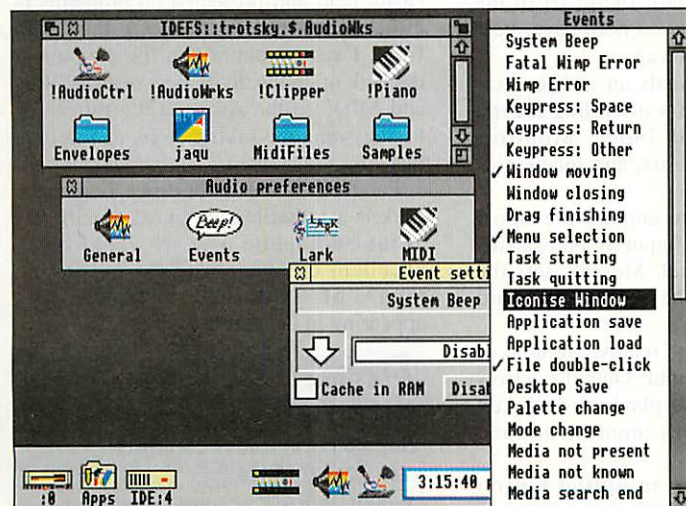 IDEFS::trotsky.$.AudioWks
!AudioCtrl !AudioWrks !Clipper !Piano
Envelopes jaqu MidiFiles Samples
Audio preferences
Beep!
General Events Lark MIDI
Event setti
System Beep
Disabl
Cache in RAM Disal
:0 Apps IDE:4
3:15:40
Events
System Beep
Fatal Wimp Error
Wimp Error
Keypress: Space
Keypress: Return
Keypress: Other
Window moving
Window closing
Drag finishing
Menu selection
Task starting
Task quitting
Iconise Window
Application save
Application load
File double-click
Desktop Save
Palette change
Mode change
Media not present
Media not known
Media search end